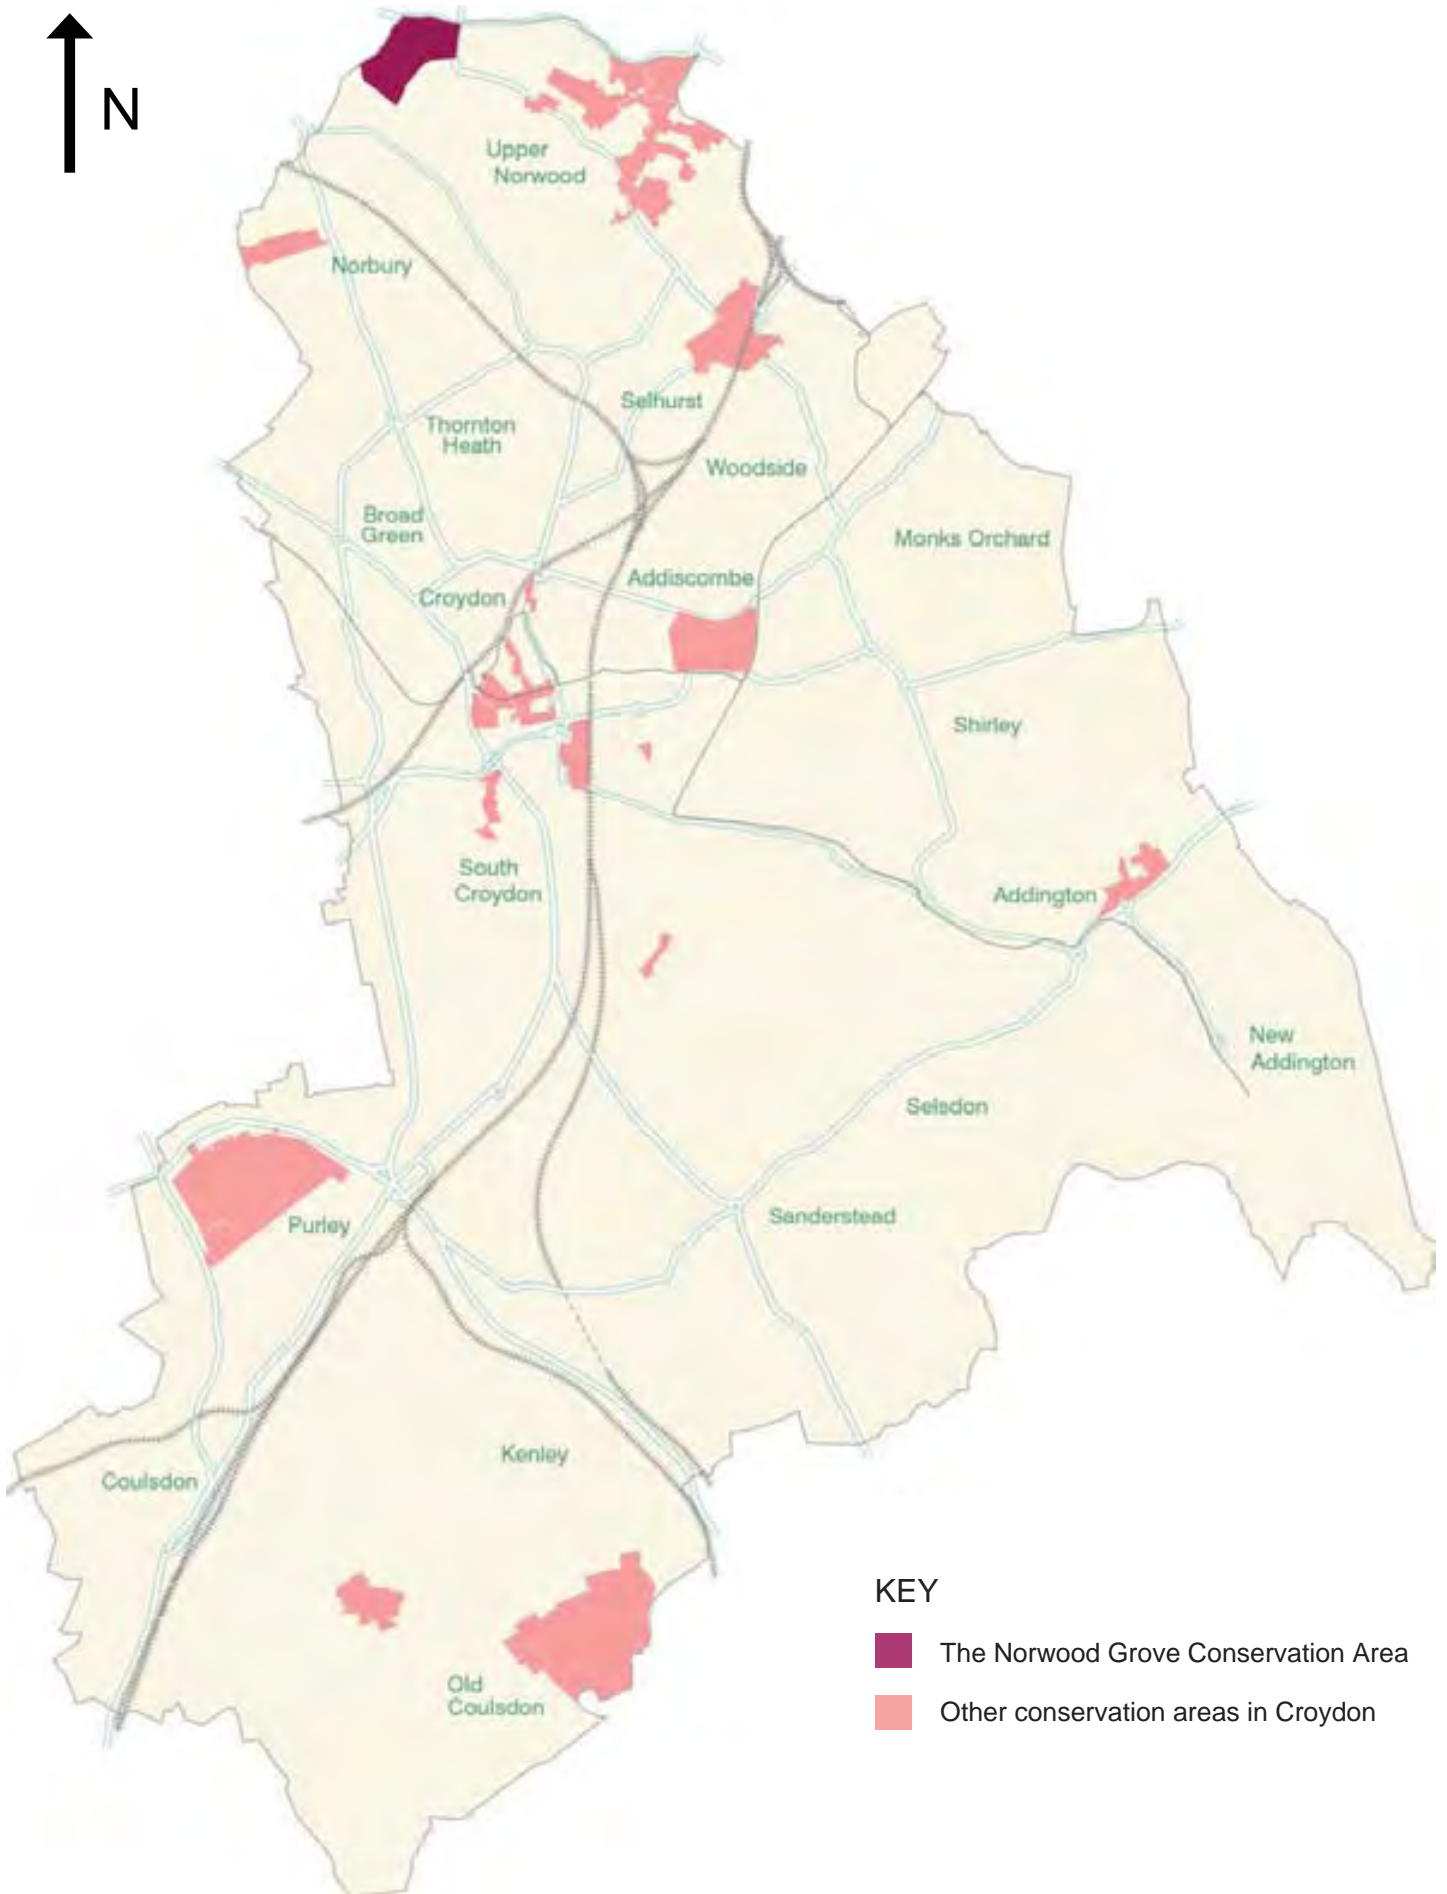 N
Upper
Norwood
Norbury
Selhurst
Thornton
Heath
Woodside
Broad
Green
Monks Orchard
Addiscombe
Croydon
Shirley
South
Croydon
Addington
New
Addington
Selsdon
Sanderstead
Purley
Kenley
Coulsdon
Old
Coulsdon
KEY
The Norwood Grove Conservation Area
Other conservation areas in Croydon